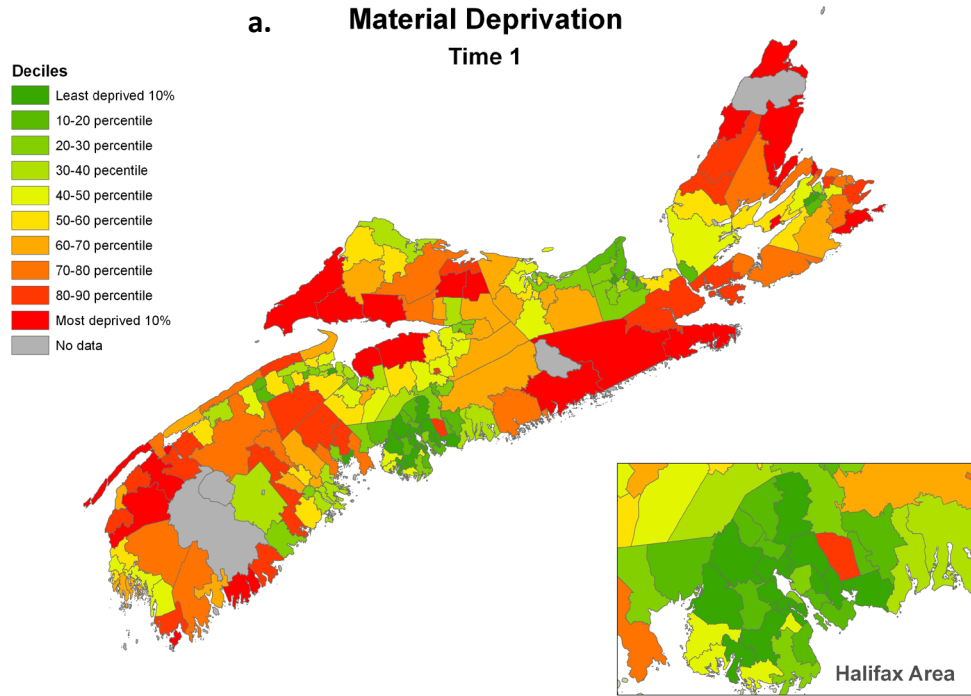 a.
Material Deprivation
Time 1
Deciles
Least deprived 10%
10-20 percentile
20-30 percentile
30-40 pecentile
40-50 percentile
50-60 percentile
60-70 percentile
70-80 percentile
80-90 percentile
Most deprived 10%
No data
Halifax Area